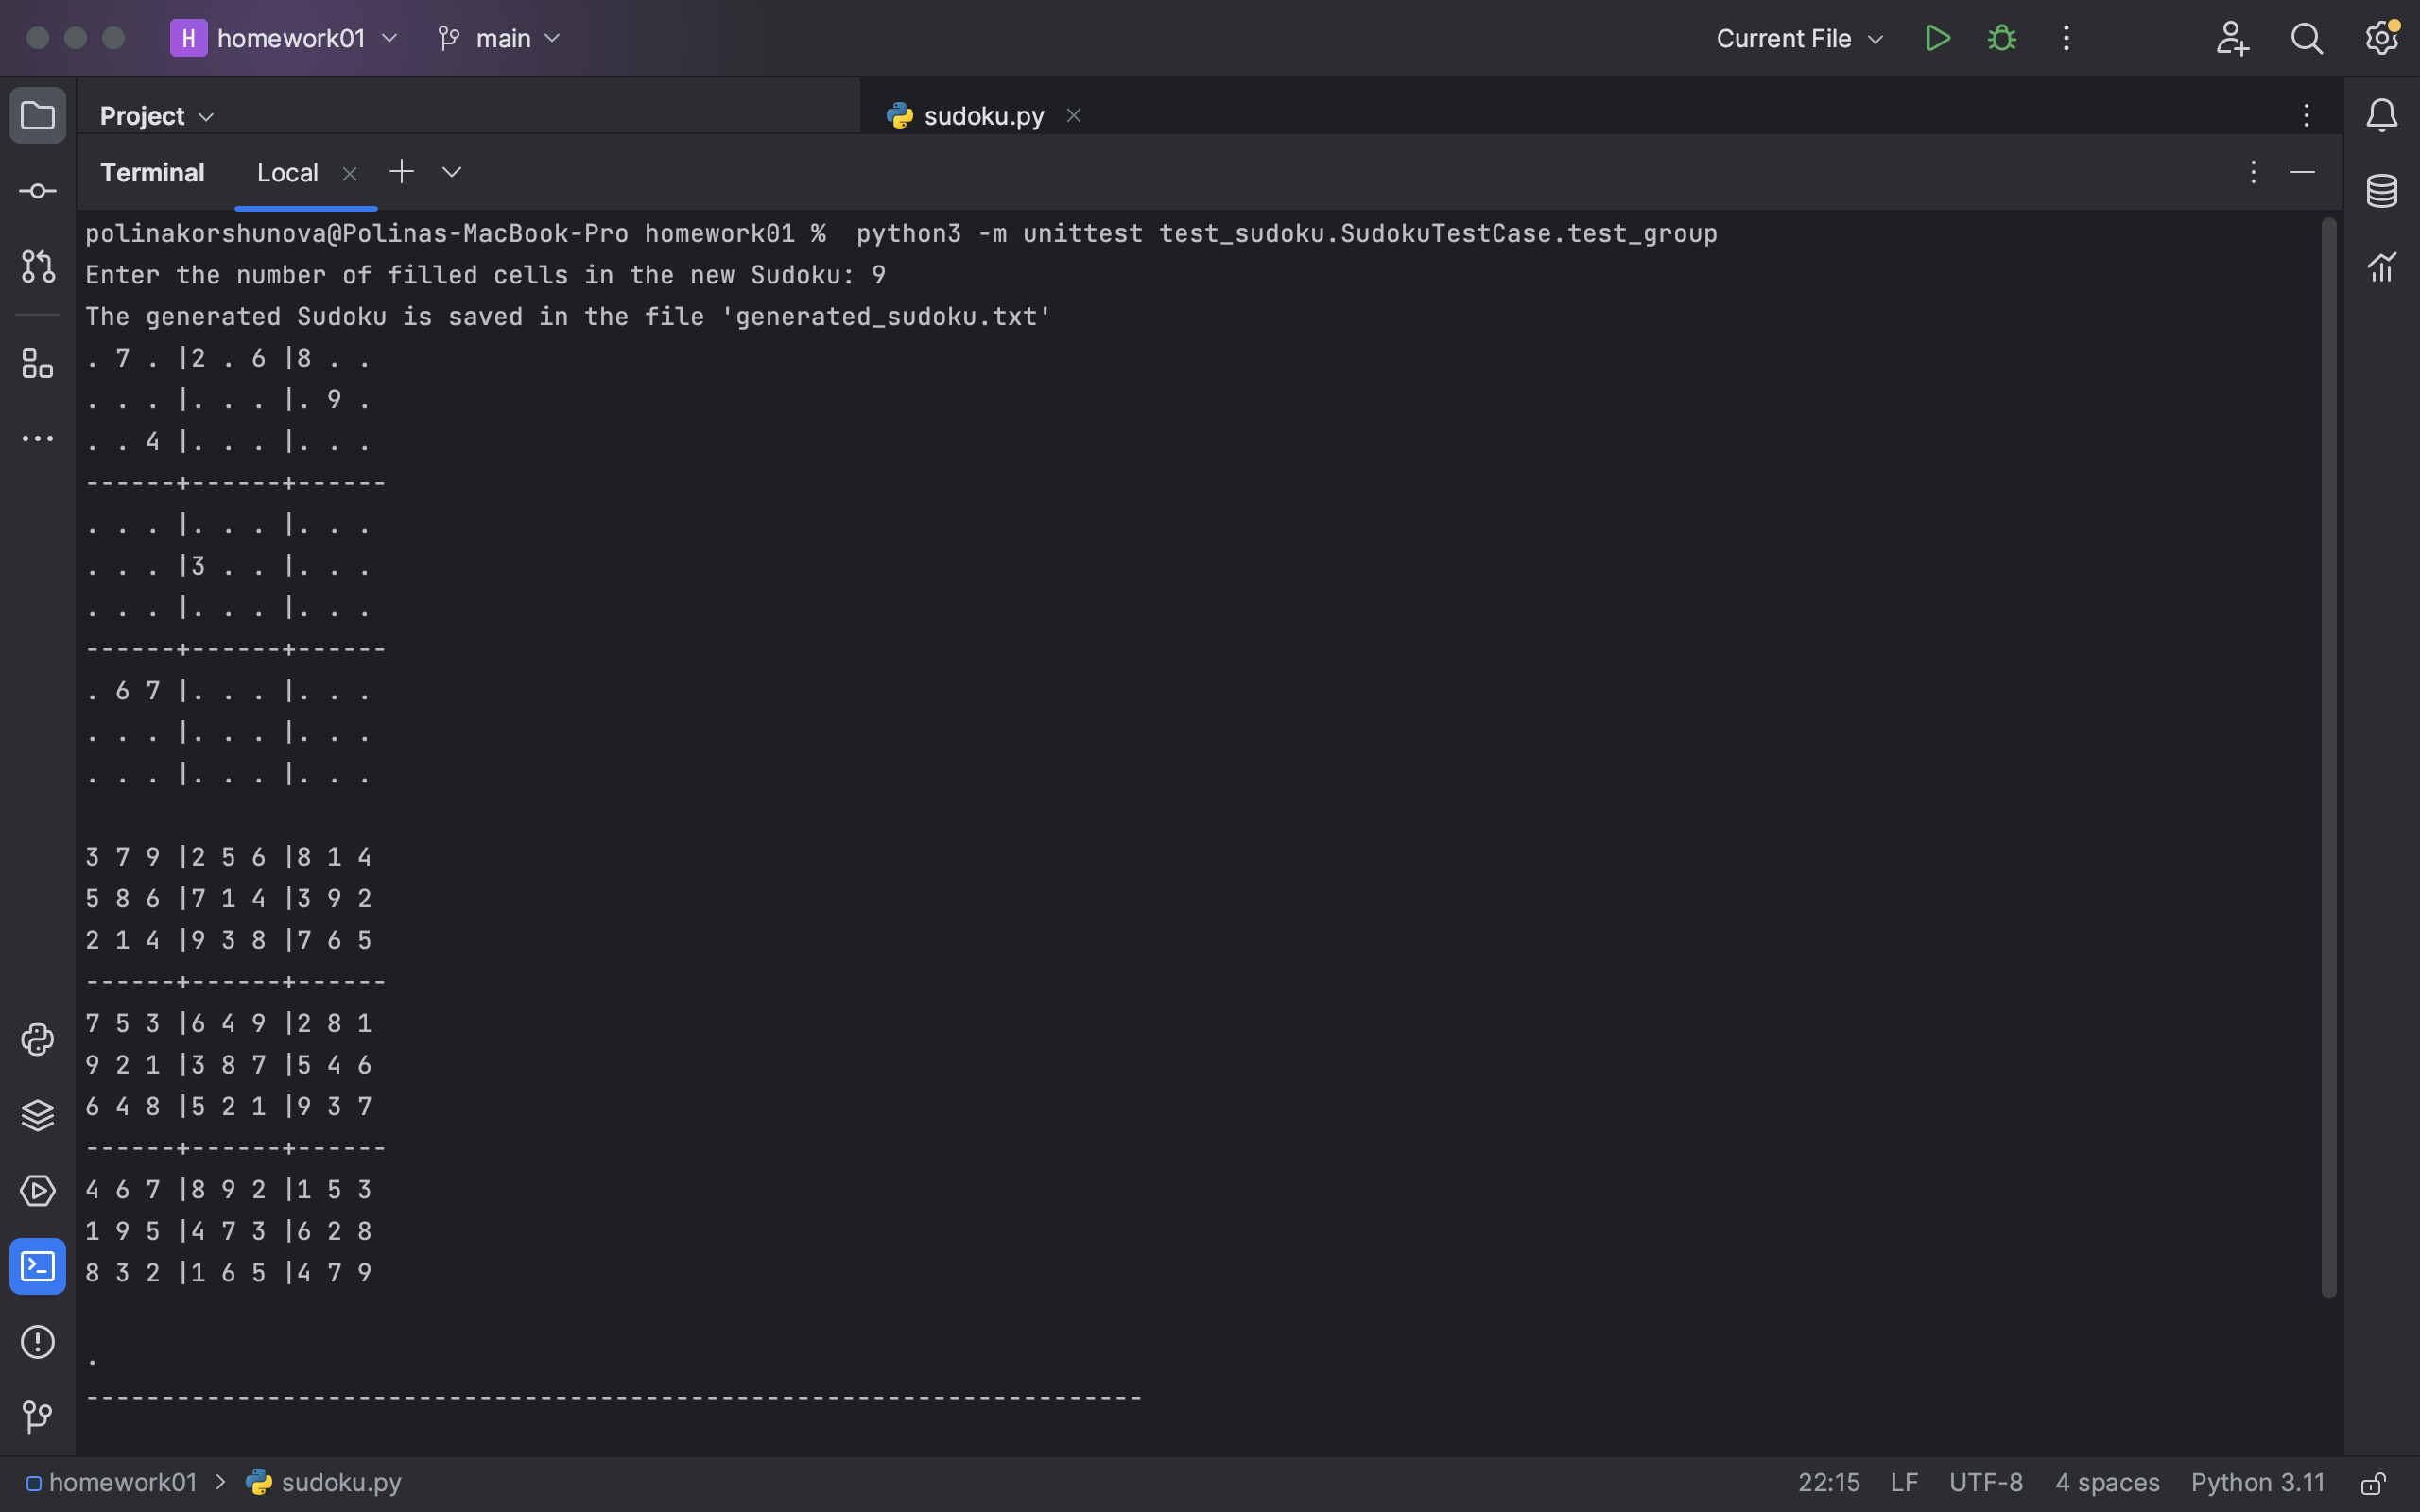 H homework01 main Current File
Project sudoku.py
Terminal Local
polinakorshunova@Polinas-MacBook-Pro homework01 %  python3 -m unittest test_sudoku.SudokuTestCase.test_group
Enter the number of filled cells in the new Sudoku: 9
The generated Sudoku is saved in the file 'generated_sudoku.txt'
. 7 . |2 . 6 |8 . .
. . . |. . . |. 9 .
. . 4 |. . . |. . .
------+------+------
. . . |. . . |. . .
. . . |3 . . |. . .
. . . |. . . |. . .
------+------+------
. 6 7 |. . . |. . .
. . . |. . . |. . .
. . . |. . . |. . .
3 7 9 |2 5 6 |8 1 4
5 8 6 |7 1 4 |3 9 2
2 1 4 |9 3 8 |7 6 5
------+------+------
7 5 3 |6 4 9 |2 8 1
9 2 1 |3 8 7 |5 4 6
6 4 8 |5 2 1 |9 3 7
------+------+------
4 6 7 |8 9 2 |1 5 3
1 9 5 |4 7 3 |6 2 8
8 3 2 |1 6 5 |4 7 9
.
----------------------------------------------------------------------
homework01 > sudoku.py 22:15 LF UTF-8 4 spaces Python 3.11